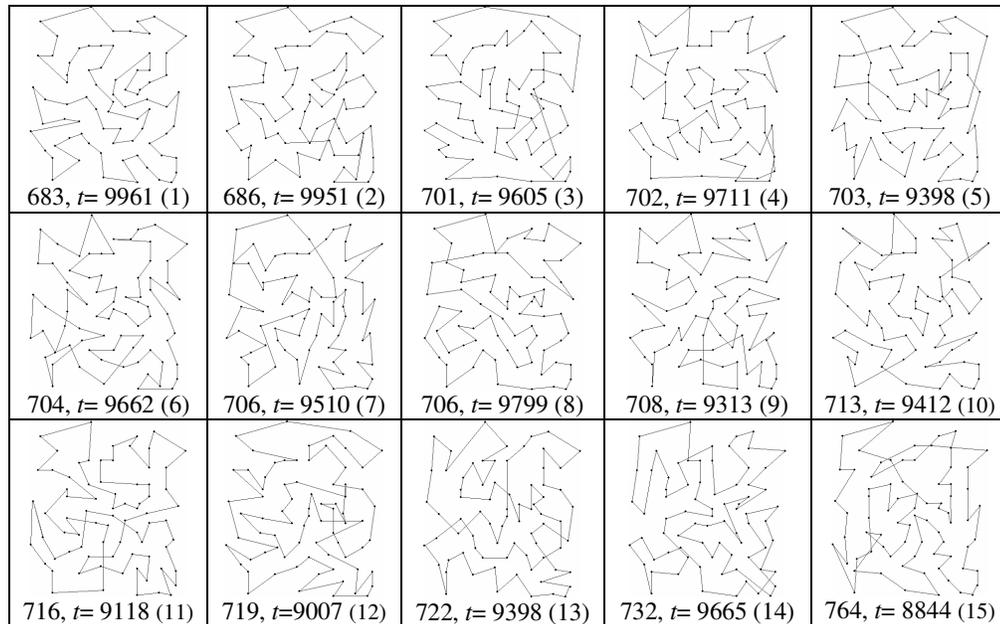 683, t= 9961 (1)
686, t= 9951 (2)
701, t= 9605 (3)
702, t= 9711 (4)
703, t= 9398 (5)
704, t= 9662 (6)
706, t= 9510 (7)
706, t= 9799 (8)
708, t= 9313 (9)
713, t= 9412 (10)
716, t= 9118 (11)
719, t=9007 (12)
722, t= 9398 (13)
732, t= 9665 (14)
764, t= 8844 (15)